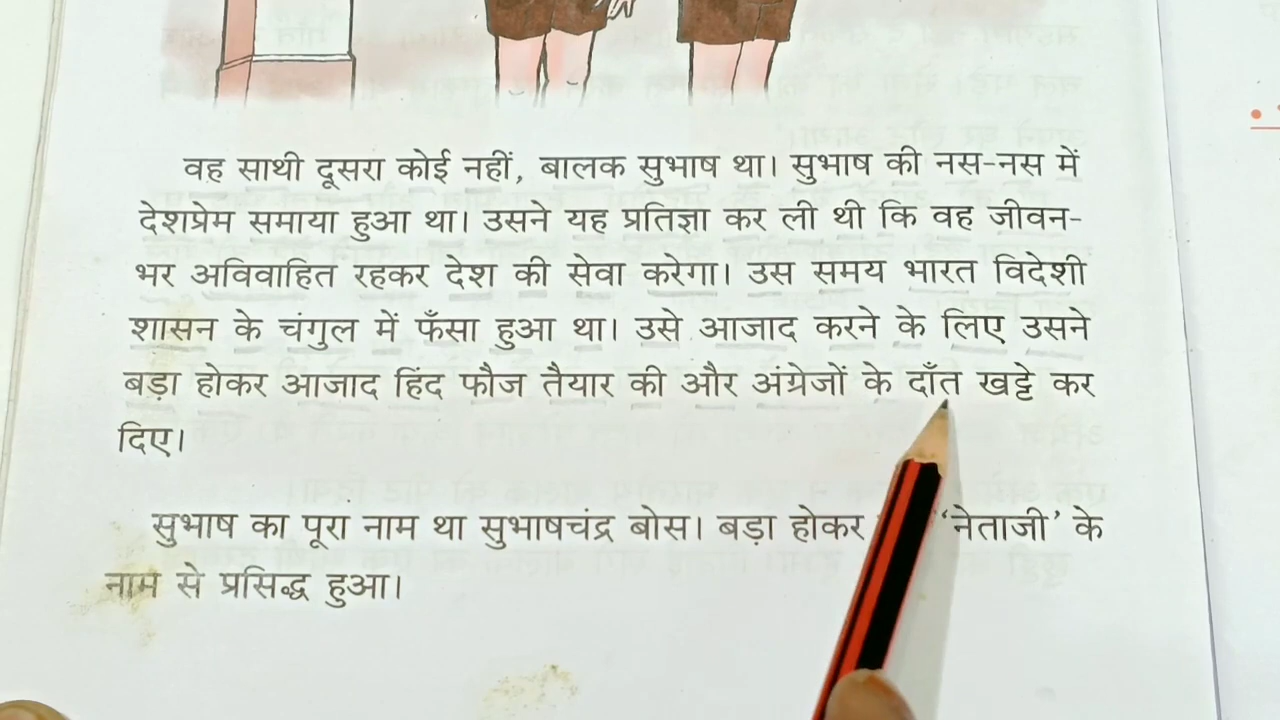 वह साथी दूसरा कोई नहीं, बालक सुभाष था। सुभाष की नस-नस में
देशप्रेम समाया हुआ था। उसने यह प्रतिज्ञा कर ली थी कि वह जीवन-
भर अविवाहित रहकर देश की सेवा करेगा। उस समय भारत विदेशी
शासन के चंगुल में फँसा हुआ था। उसे आजाद करने के लिए उसने
बड़ा होकर आजाद हिंद फौज तैयार की और अंग्रेजों के दाँत खट्टे कर
दिए।
सुभाष का पूरा नाम था सुभाषचंद्र बोस। बड़ा होकर ‘नेताजी’ के
नाम से प्रसिद्ध हुआ।